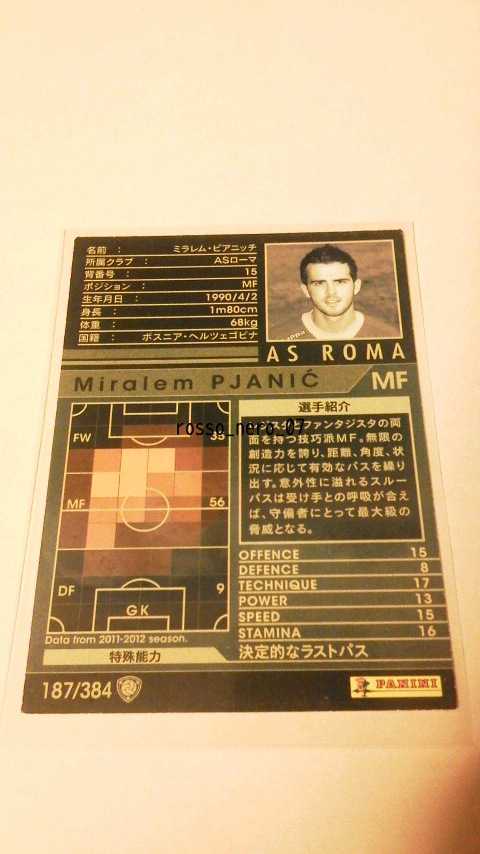 名前 : ミラレム・ピアニッチ
所属クラブ : ASローマ
背番号 : 15
ポジション : MF
生年月日 : 1990/4/2
身長 : 1m80cm
体重 : 68kg
国籍 : ボスニア・ヘルツェゴビナ
AS ROMA
Miralem PJANIĆ MF
選手紹介
rosso_nero_07
FW 35
MF 56
DF 9
GK
Data from 2011-2012 season.
レジスタとファンタジスタの両
面を持つ技巧派MF。無限の
創造力を誇り、距離、角度、状
況に応じて有効なパスを繰り
出す。意外性に溢れるスルー
パスは受け手との呼吸が合え
ば、守備者にとって最大級の
脅威となる。
OFFENCE 15
DEFENCE 8
TECHNIQUE 17
POWER 13
SPEED 15
STAMINA 16
特殊能力 決定的なラストパス
187/384
PANINI